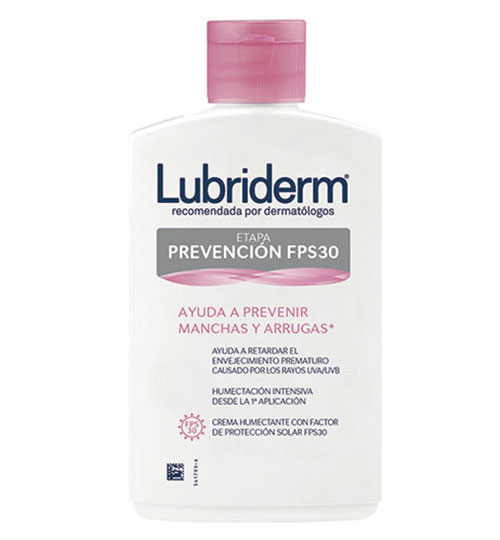 Lubriderm®
recomendada por dermatólogos
ETAPA
PREVENCIÓN FPS30
AYUDA A PREVENIR
MANCHAS Y ARRUGAS*
AYUDA A RETARDAR EL
ENVEJECIMIENTO PREMATURO
CAUSADO POR LOS RAYOS UVA/UVB
HUMECTACIÓN INTENSIVA
DESDE LA 1ª APLICACIÓN
FPS
30
CREMA HUMECTANTE CON FACTOR
DE PROTECCIÓN SOLAR FPS30